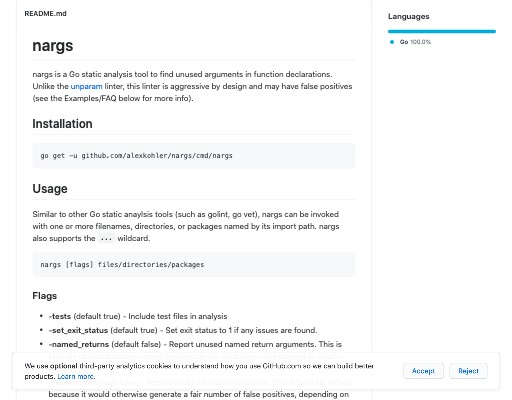 README.md
Languages
Go 100.0%
nargs
nargs is a Go static analysis tool to find unused arguments in function declarations.
Unlike the unparam linter, this linter is aggressive by design and may have false positives
(see the Examples/FAQ below for more info).
Installation
go get -u github.com/alexkohler/nargs/cmd/nargs
Usage
Similar to other Go static anaylsis tools (such as golint, go vet), nargs can be invoked
with one or more filenames, directories, or packages named by its import path. nargs
also supports the ... wildcard.
nargs [flags] files/directories/packages
Flags
• -tests (default true) - Include test files in analysis
• -set_exit_status (default true) - Set exit status to 1 if any issues are found.
• -named_returns (default false) - Report unused named return arguments. This is
We use optional third-party analytics cookies to understand how you use GitHub.com so we can build better
products. Learn more.
Accept
Reject
because it would otherwise generate a fair number of false positives, depending on